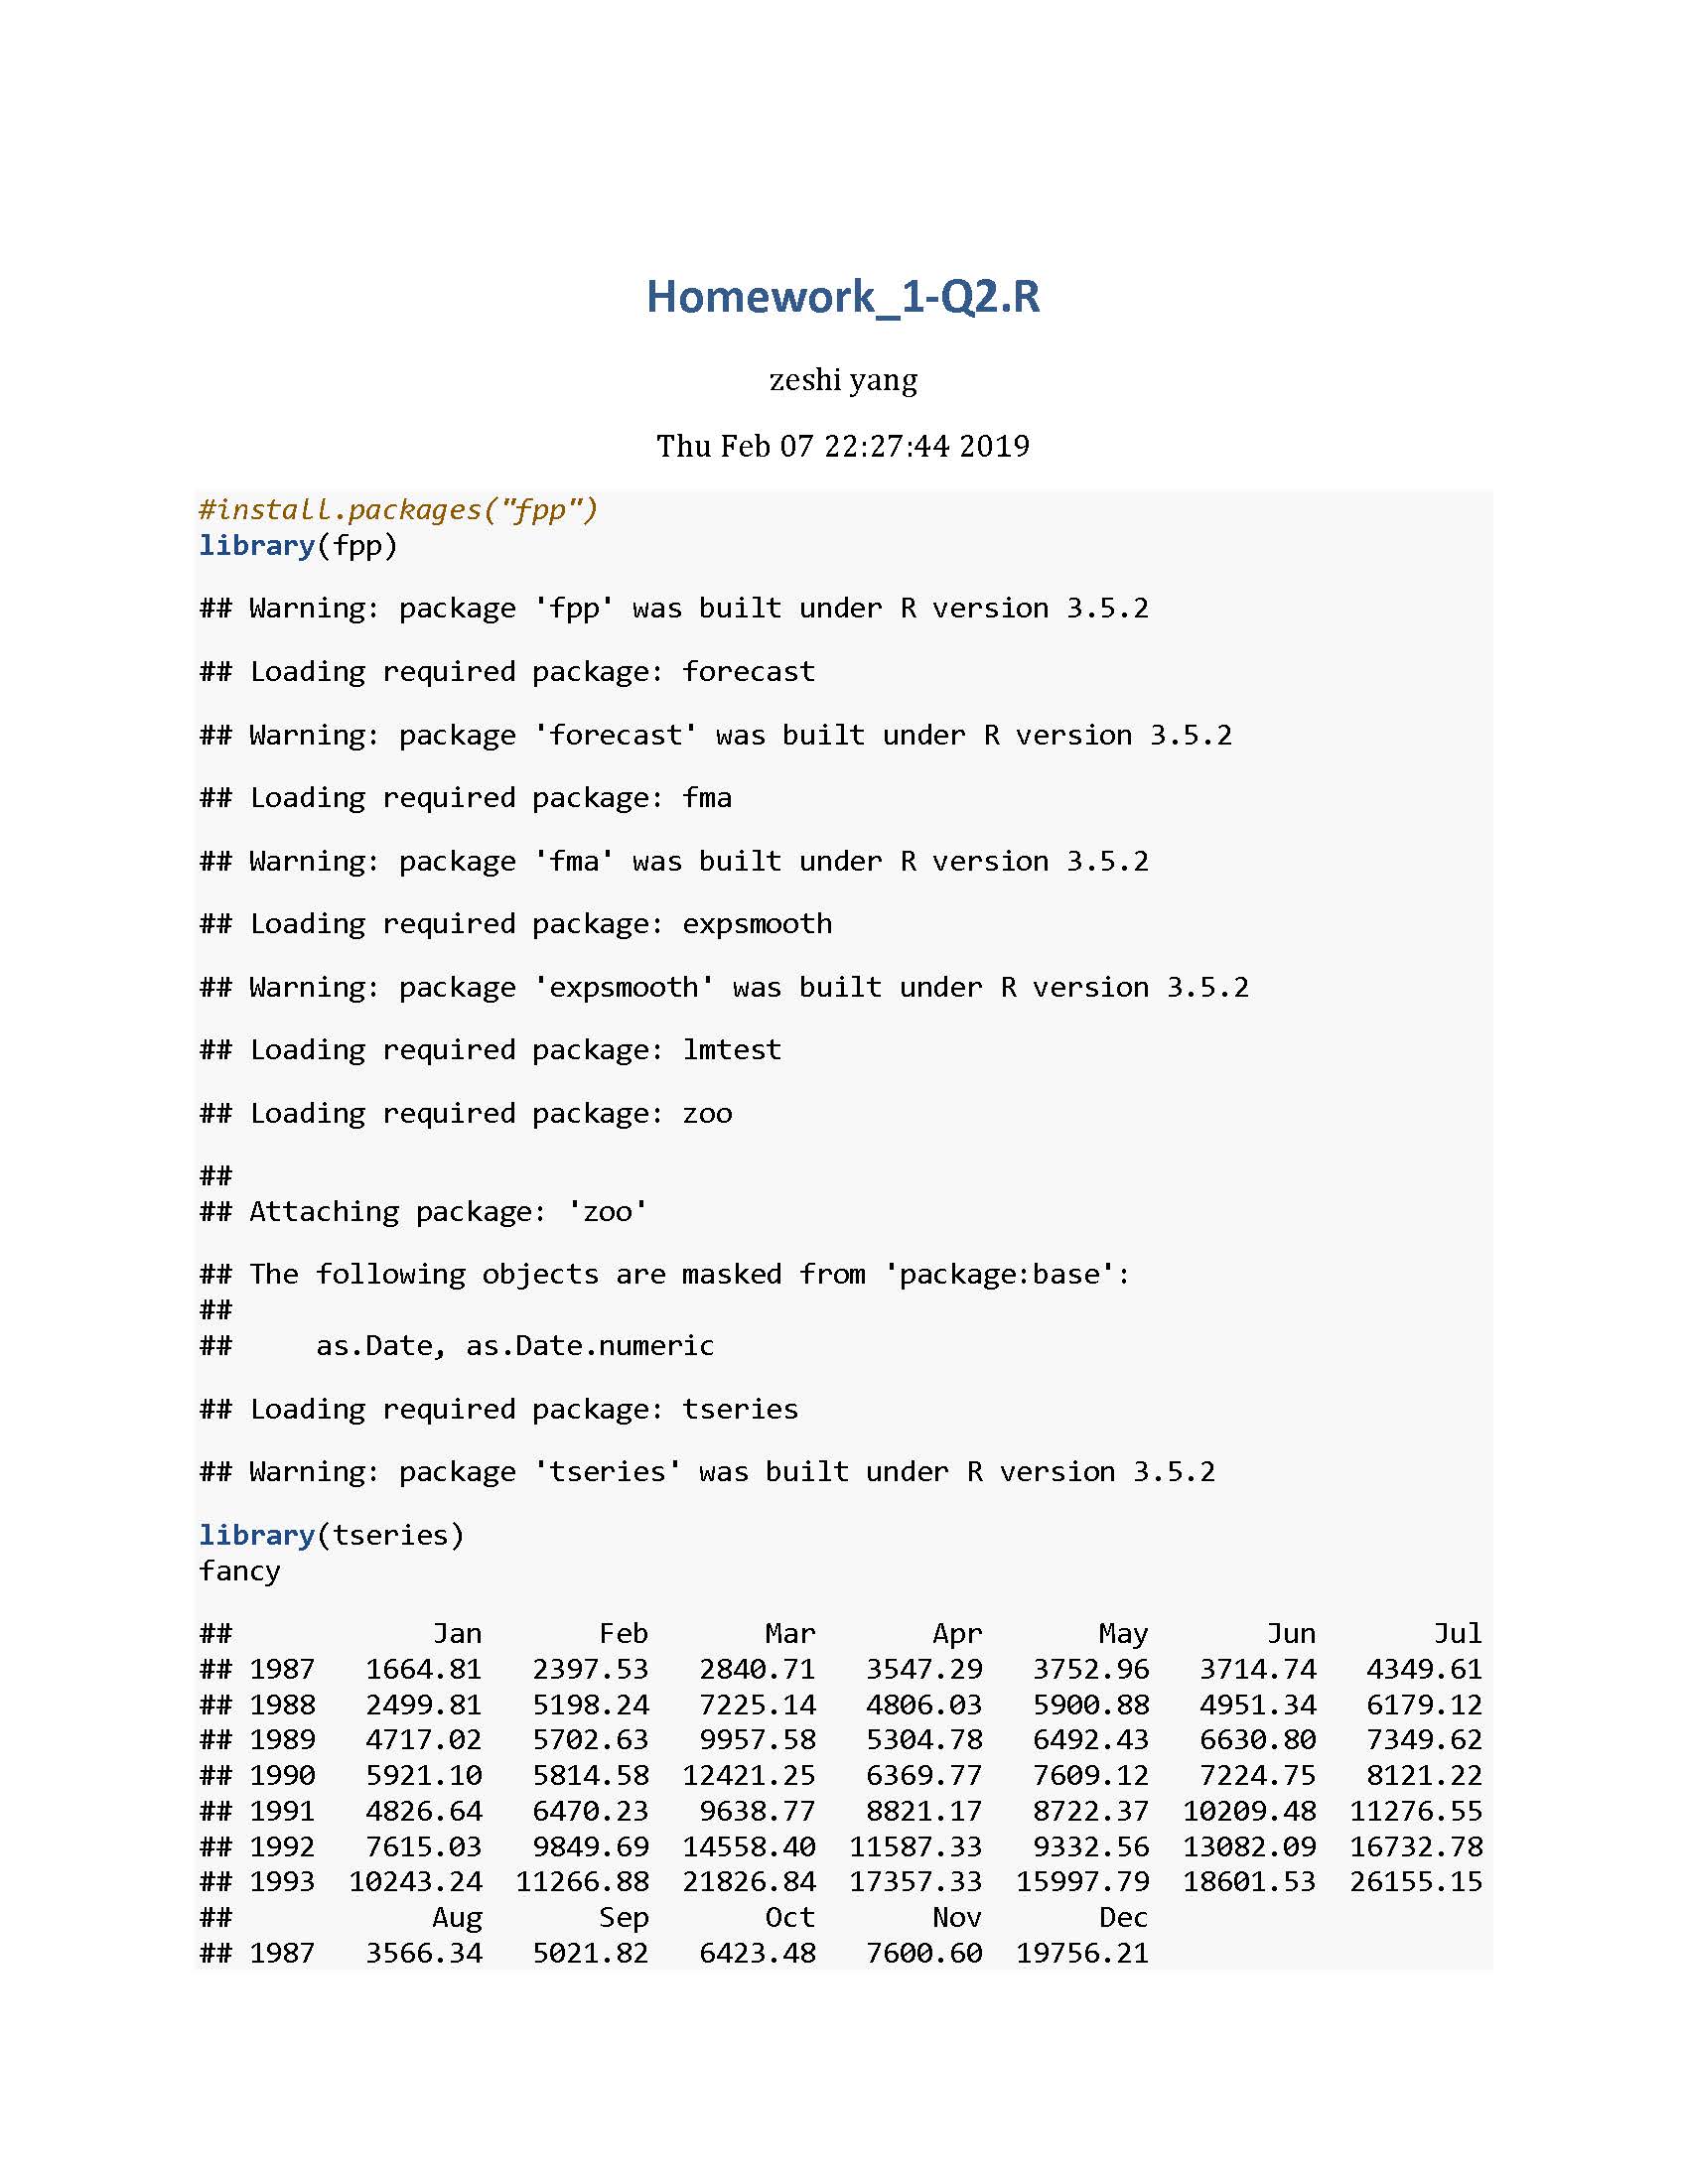 Homework_1-Q2.R
zeshi yang
Thu Feb 07 22:27:44 2019
#install.packages("fpp")
library(fpp)
## Warning: package 'fpp' was built under R version 3.5.2
## Loading required package: forecast
## Warning: package 'forecast' was built under R version 3.5.2
## Loading required package: fma
## Warning: package 'fma' was built under R version 3.5.2
## Loading required package: expsmooth
## Warning: package 'expsmooth' was built under R version 3.5.2
## Loading required package: lmtest
## Loading required package: zoo
##
## Attaching package: 'zoo'
## The following objects are masked from 'package:base':
##
##     as.Date, as.Date.numeric
## Loading required package: tseries
## Warning: package 'tseries' was built under R version 3.5.2
library(tseries)
fancy
##            Jan       Feb       Mar       Apr       May       Jun       Jul
## 1987   1664.81   2397.53   2840.71   3547.29   3752.96   3714.74   4349.61
## 1988   2499.81   5198.24   7225.14   4806.03   5900.88   4951.34   6179.12
## 1989   4717.02   5702.63   9957.58   5304.78   6492.43   6630.80   7349.62
## 1990   5921.10   5814.58  12421.25   6369.77   7609.12   7224.75   8121.22
## 1991   4826.64   6470.23   9638.77   8821.17   8722.37  10209.48  11276.55
## 1992   7615.03   9849.69  14558.40  11587.33   9332.56  13082.09  16732.78
## 1993  10243.24  11266.88  21826.84  17357.33  15997.79  18601.53  26155.15
##            Aug       Sep       Oct       Nov       Dec
## 1987   3566.34   5021.82   6423.48   7600.60  19756.21